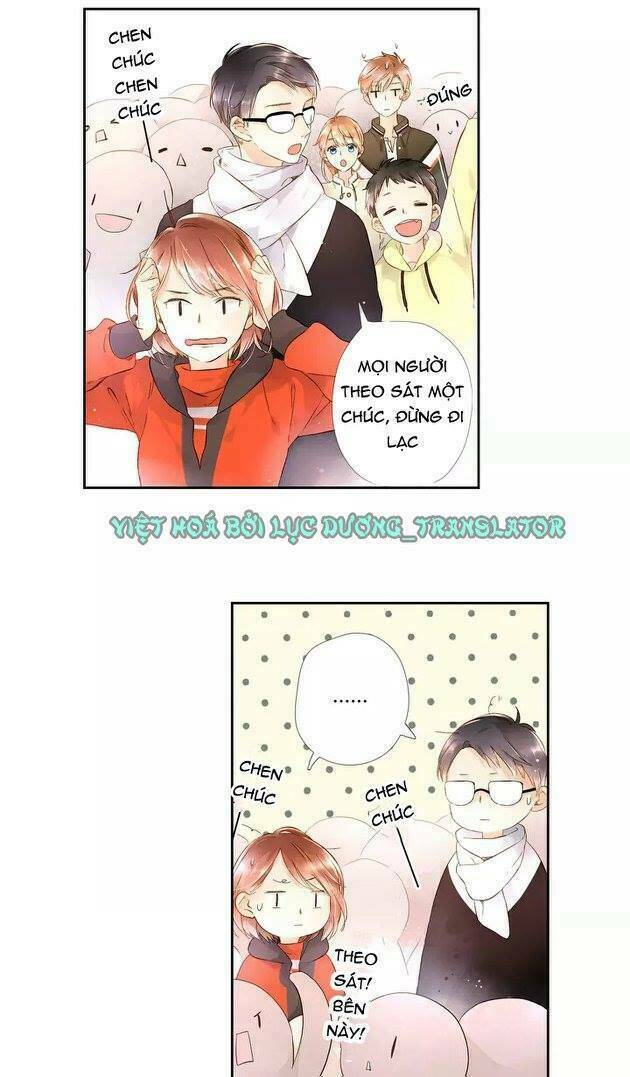 CHEN
CHÚC
CHEN
CHÚC
ĐÚNG
MỌI NGƯỜI
THEO SÁT MỘT
CHÚC, ĐỪNG ĐI
LẠC
VIỆT HOÁ BỞI LỤC DƯƠNG_TRANSLATOR
......
CHEN
CHÚC
CHEN
CHÚC
THEO
SÁT!
BÊN
NÀY!